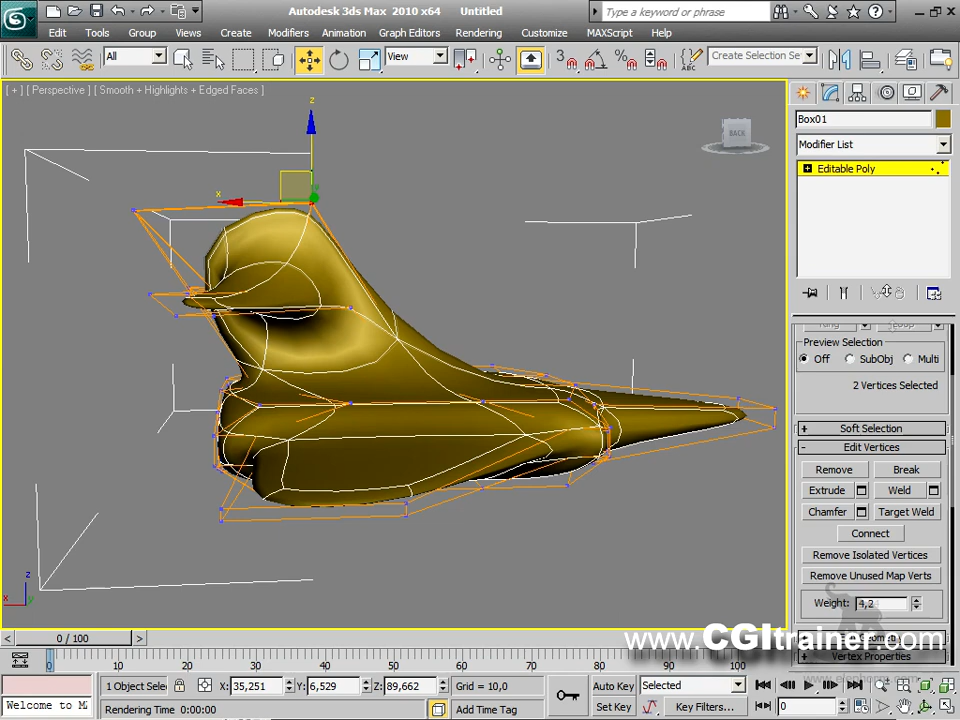 Autodesk 3ds Max 2010 x64 Untitled
Type a keyword or phrase
Edit Tools Group Views Create Modifiers Animation Graph Editors Rendering Customize MAXScript Help
All View 3 ABC Create Selection Se
[ + ] [ Perspective ] [ Smooth + Highlights + Edged Faces ]
BACK
z
x
y
z
x
y
Box01
Modifier List
Editable Poly
Ring Loop
Preview Selection
Off SubObj Multi
2 Vertices Selected
+ Soft Selection
- Edit Vertices
Remove Break
Extrude Weld
Chamfer Target Weld
Connect
Remove Isolated Vertices
Remove Unused Map Verts
Weight: 4,2
Vertex Properties
www.CGItrainer.com
< 0 / 100 >
0 10 20 30 40 50 60 70 80 90 100
1 Object Selec X: 35,251 Y: 6,529 Z: 89,662 Grid = 10,0 Auto Key Selected
Welcome to M
Rendering Time 0:00:00 Add Time Tag Set Key Key Filters... 0